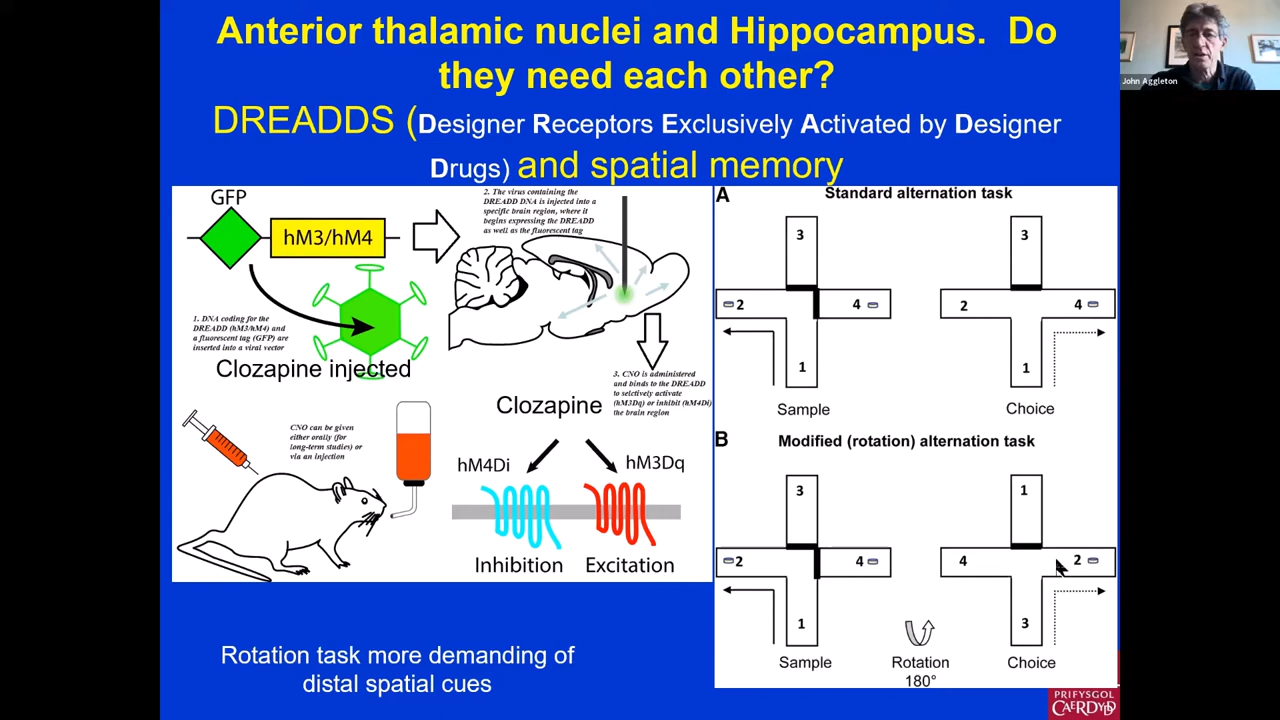 Anterior thalamic nuclei and Hippocampus. Do
they need each other?
DREADDS (Designer Receptors Exclusively Activated by Designer
Drugs) and spatial memory
John Aggleton
GFP
hM3/hM4
2. The virus containing the
DREADD DNA is injected into a
specific brain region, where it
begins expressing the DREADD
as well as the fluorescent tag
1. DNA coding for the
DREADD (hM3/hM4) and
a fluorescent tag (GFP) are
inserted into a viral vector
Clozapine injected
3. CNO is administered
and binds to the DREADD
to selctively activate
(hM3Dq) or inhibit (hM4Di)
the brain region
Clozapine
CNO can be given
either orally (for
long-term studies) or
via an injection
hM4Di
hM3Dq
Inhibition
Excitation
A
Standard alternation task
3
3
2
4
2
4
1
1
Sample
Choice
B
Modified (rotation) alternation task
3
1
2
4
4
2
1
3
Sample
Rotation
180°
Choice
Rotation task more demanding of
distal spatial cues
PRIFYSGOL
CAERDYDD